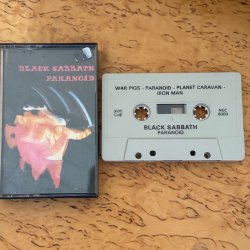 BLACK SABBATH
PARANOID
WAR PIGS - PARANOID - PLANET CARAVAN -
IRON MAN
SIDE
ONE
BLACK SABBATH
PARANOID